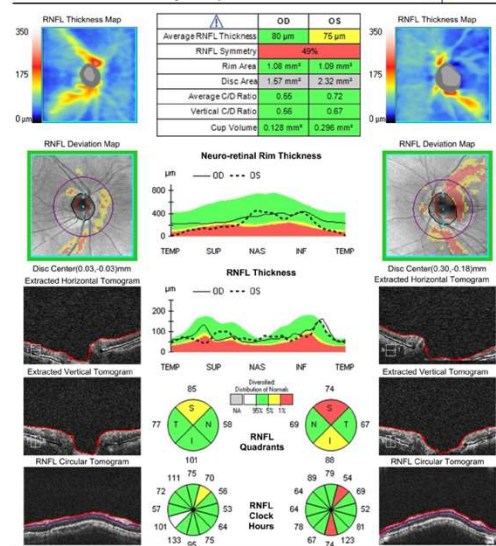 RNFL Thickness Map
350
175
0 μm
OD OS
Average RNFL Thickness 80 μm 75 μm
RNFL Symmetry 49%
Rim Area 1.08 mm² 1.09 mm²
Disc Area 1.57 mm² 2.32 mm²
Average C/D Ratio 0.55 0.72
Vertical C/D Ratio 0.56 0.67
Cup Volume 0.128 mm³ 0.296 mm³
RNFL Thickness Map
350
175
0 μm
RNFL Deviation Map
Disc Center(0.03,-0.03)mm
Neuro-retinal Rim Thickness
μm OD OS
800
400
0
TEMP SUP NAS INF TEMP
RNFL Deviation Map
Disc Center(0.30,-0.18)mm
Extracted Horizontal Tomogram
RNFL Thickness
μm OD OS
200
100
0
TEMP SUP NAS INF TEMP
Extracted Horizontal Tomogram
Extracted Vertical Tomogram
Diversified:
Distribution of Normals
NA 95% 5% 1%
Extracted Vertical Tomogram
85
77 T S N I 58
101
RNFL
Quadrants
74
69 N S T I 67
88
RNFL Circular Tomogram
111 75 70
72 56
57 53
101 64
133 95 75
RNFL
Clock
Hours
89 79 54
64 69
64 52
78 81
67 74 123
RNFL Circular Tomogram